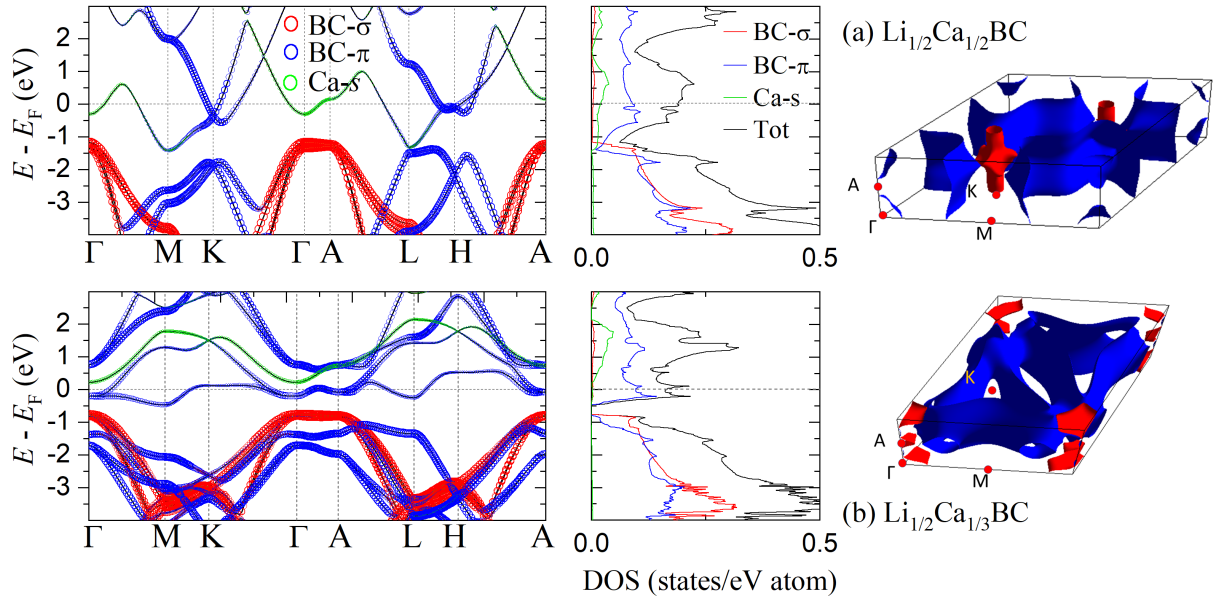 E - E_F (eV)
2
1
0
-1
-2
-3
BC-σ
BC-π
Ca-s
Γ M K Γ A L H A
BC-σ
BC-π
Ca-s
Tot
0.0 0.5
(a) Li1/2Ca1/2BC
A
Γ
K
M
E - E_F (eV)
2
1
0
-1
-2
-3
Γ M K Γ A L H A
0.0 0.5
DOS (states/eV atom)
K
A
Γ
M
(b) Li1/2Ca1/3BC